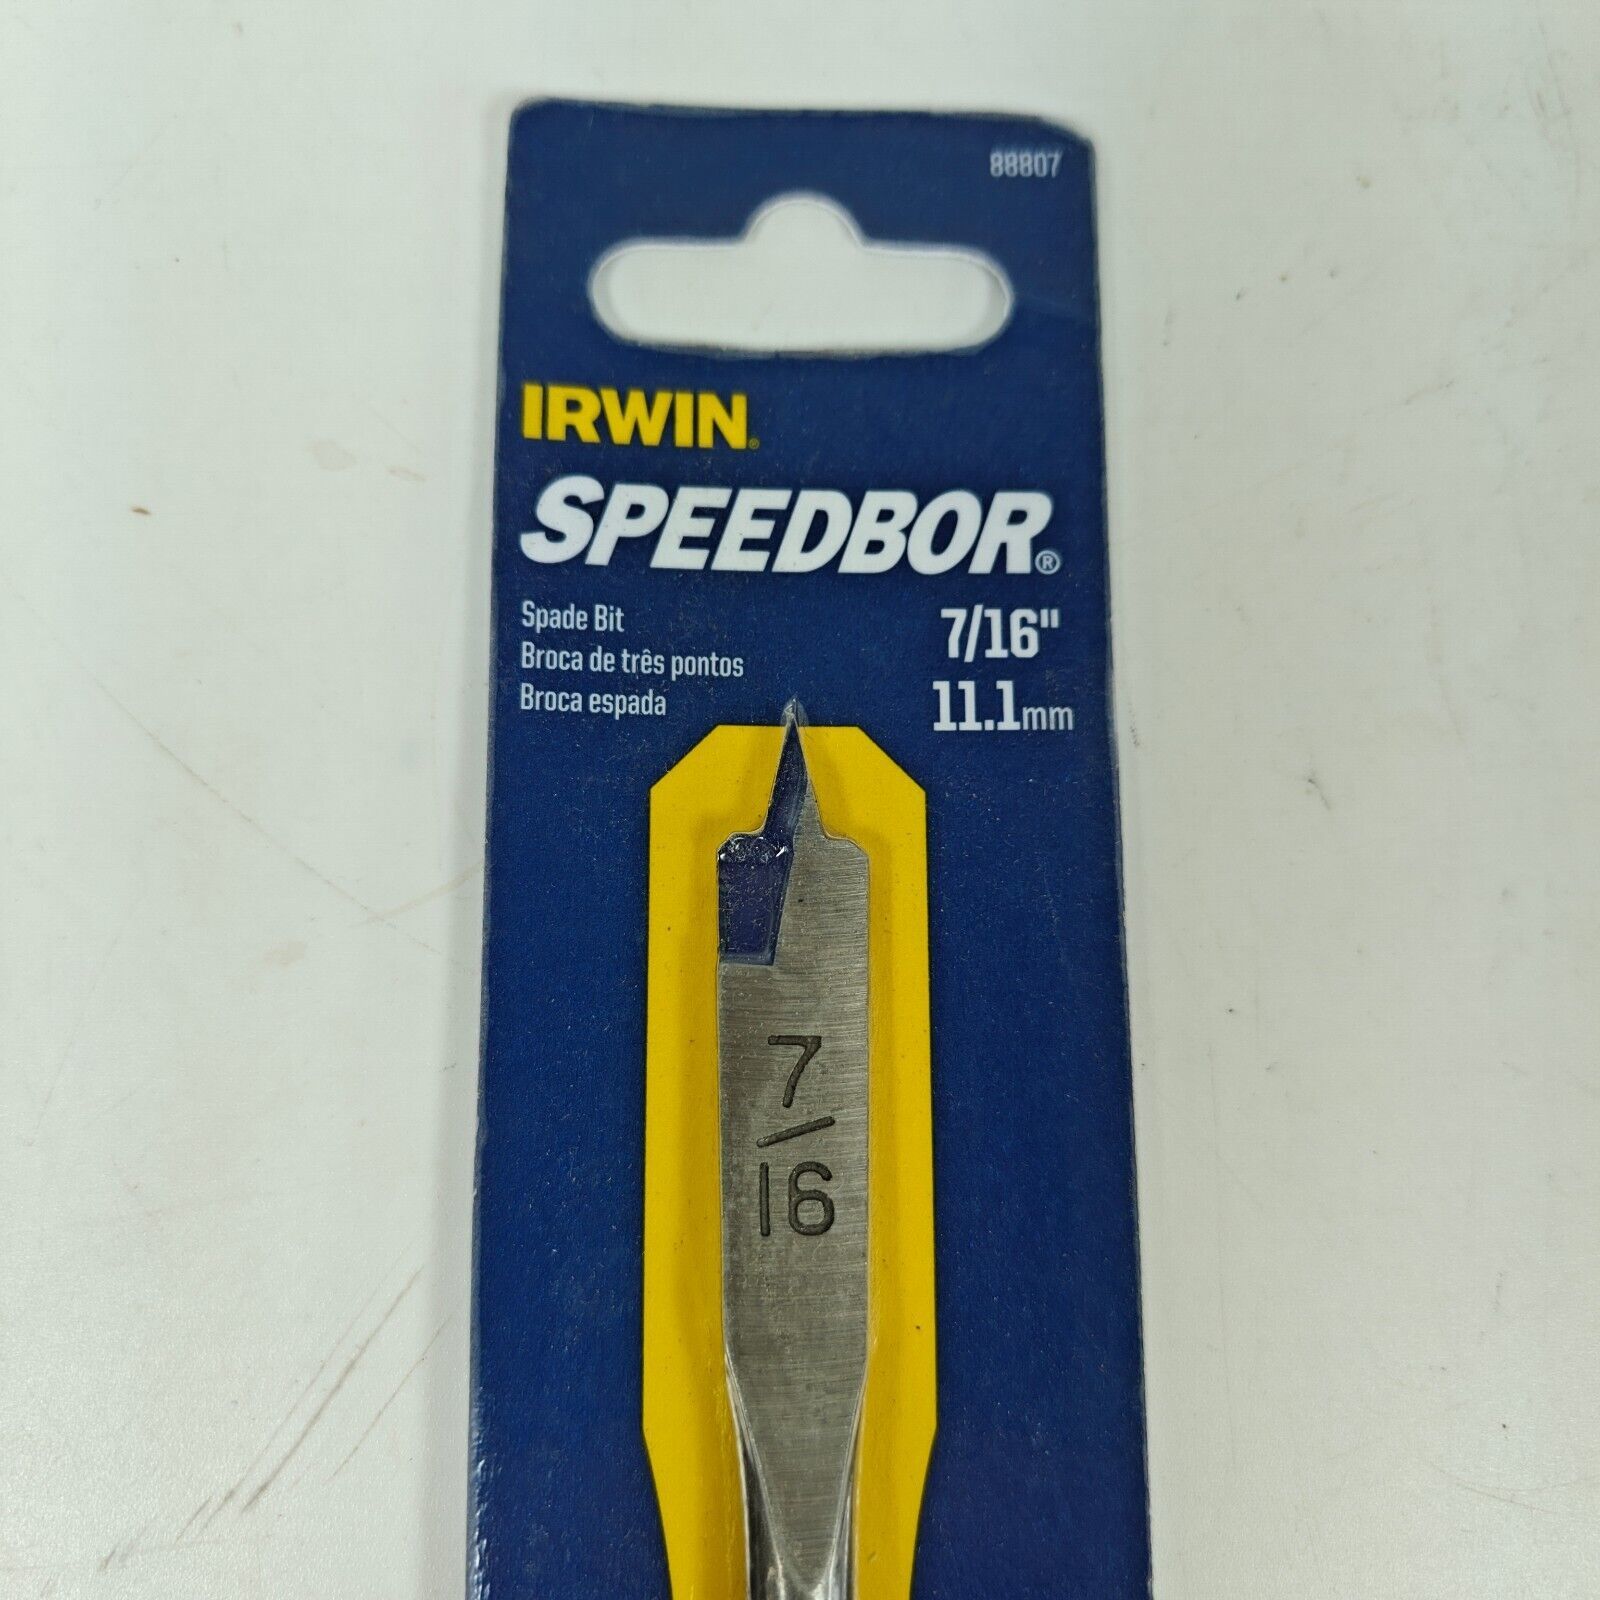 88807
IRWIN®
SPEEDBOR®
Spade Bit
Broca de três pontos
Broca espada
7/16"
11.1mm
7/16